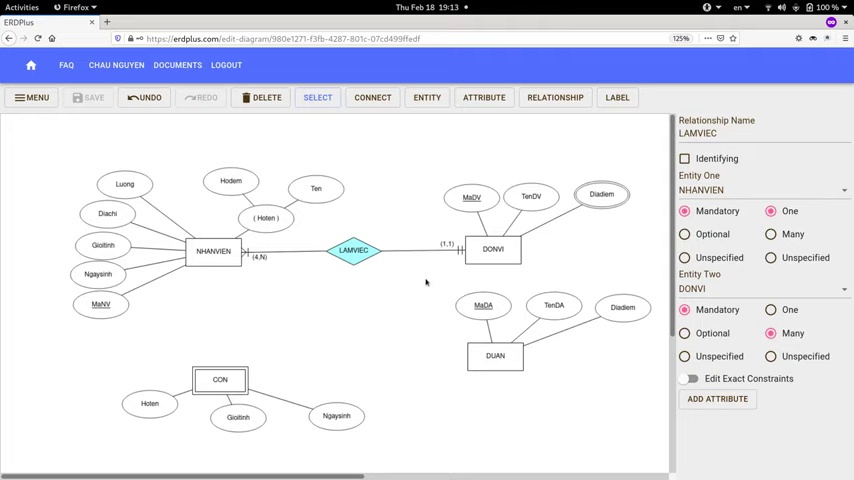 Activities Firefox Thu Feb 18 19:13 en 100 %
ERDPlus
https://erdplus.com/edit-diagram/980e1271-f3fb-4287-801c-07cd499ffedf 125%
FAQ CHAU NGUYEN DOCUMENTS LOGOUT
MENU SAVE UNDO REDO DELETE SELECT CONNECT ENTITY ATTRIBUTE RELATIONSHIP LABEL
Relationship Name
LAMVIEC
Identifying
Entity One
NHANVIEN
Mandatory One
Optional Many
Unspecified Unspecified
Entity Two
DONVI
Mandatory One
Optional Many
Unspecified Unspecified
Edit Exact Constraints
ADD ATTRIBUTE
Luong
Hodem
Ten
Diachi
( Hoten )
Gioitinh
NHANVIEN
(4,N)
LAMVIEC
(1,1)
DONVI
MaDV
TenDV
Diadiem
Ngaysinh
MaNV
MaDA
TenDA
Diadiem
DUAN
CON
Hoten
Gioitinh
Ngaysinh